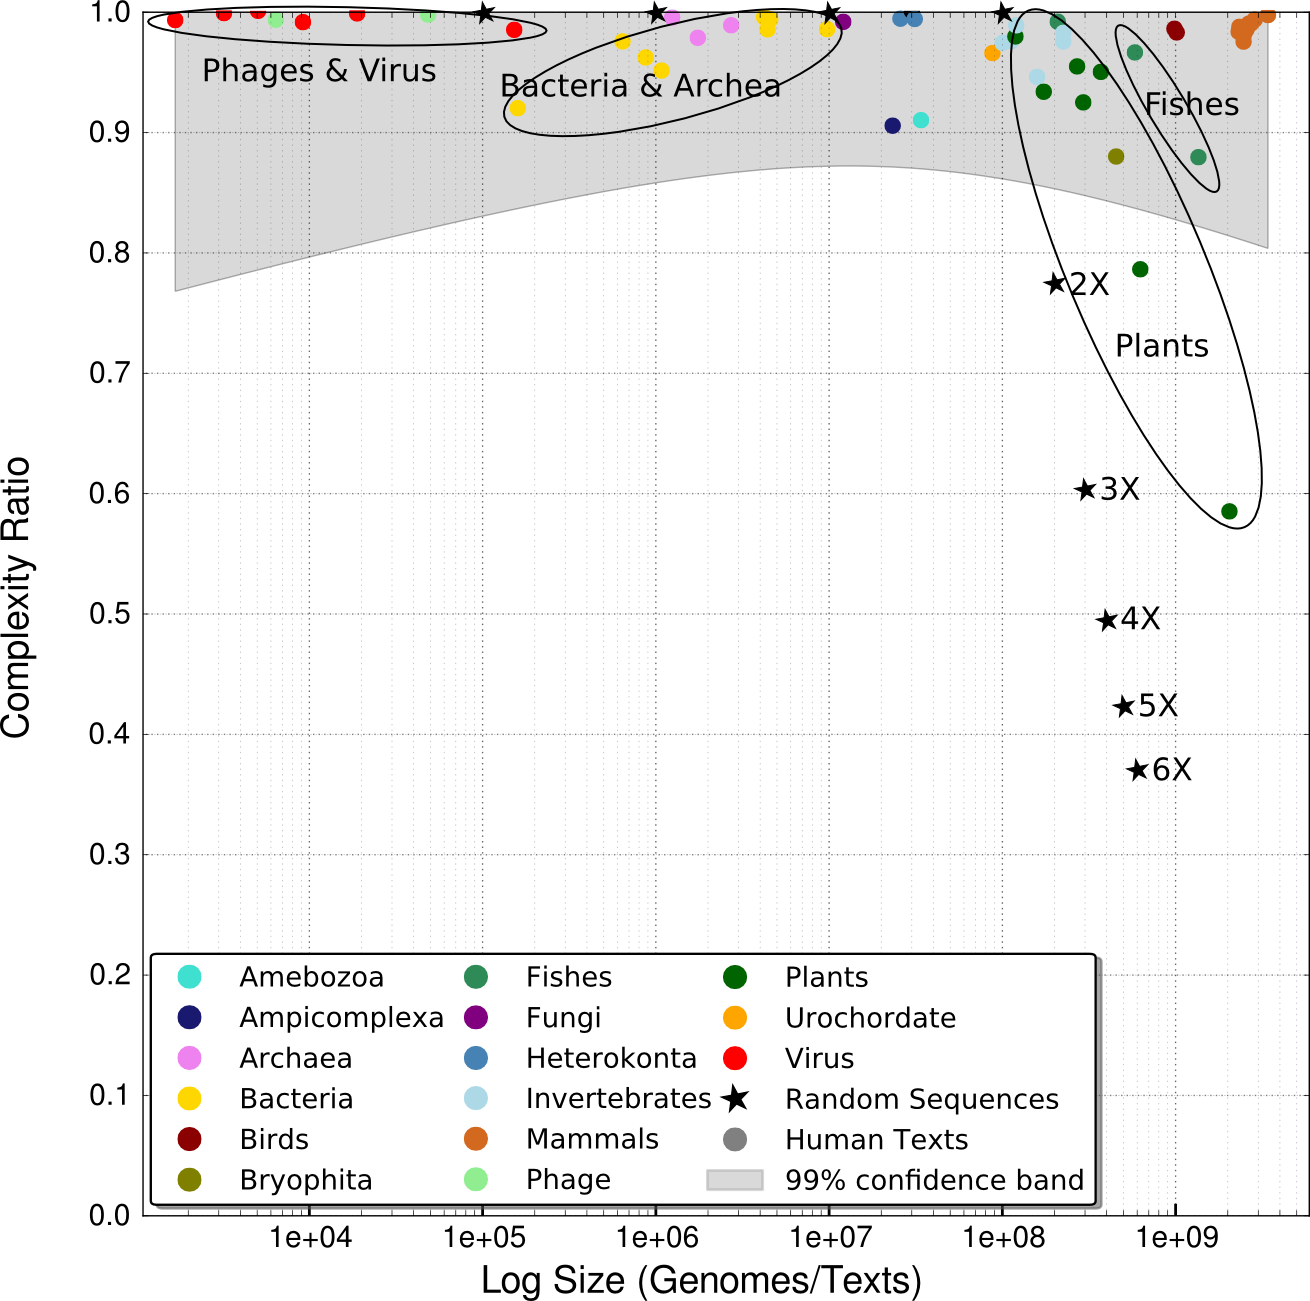 1.0
Phages & Virus
Bacteria & Archea
Fishes
0.9
0.8
2X
Plants
0.7
3X
0.6
4X
0.5
5X
0.4
6X
0.3
0.2
0.1
0.0
Complexity Ratio
Amebozoa
Ampicomplexa
Archaea
Bacteria
Birds
Bryophita
Fishes
Fungi
Heterokonta
Invertebrates
Mammals
Phage
Plants
Urochordate
Virus
Random Sequences
Human Texts
99% confidence band
1e+04 1e+05 1e+06 1e+07 1e+08 1e+09
Log Size (Genomes/Texts)